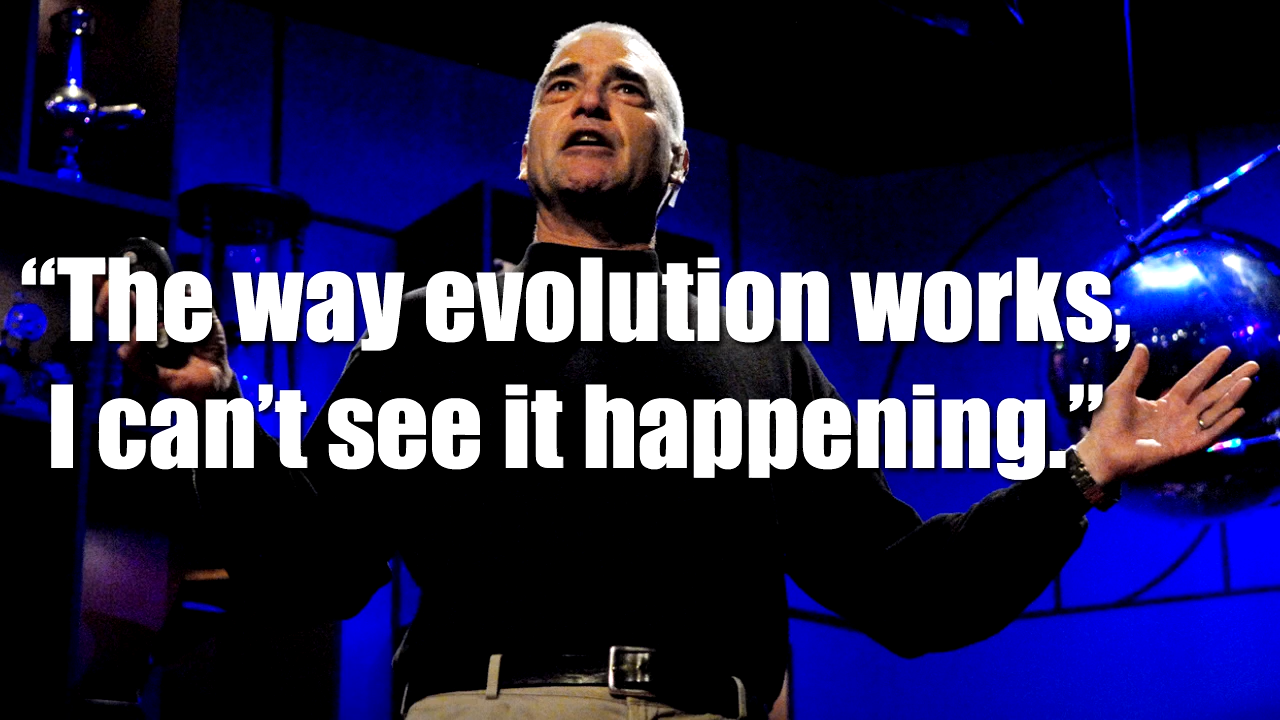 “The way evolution works,
I can’t see it happening.”